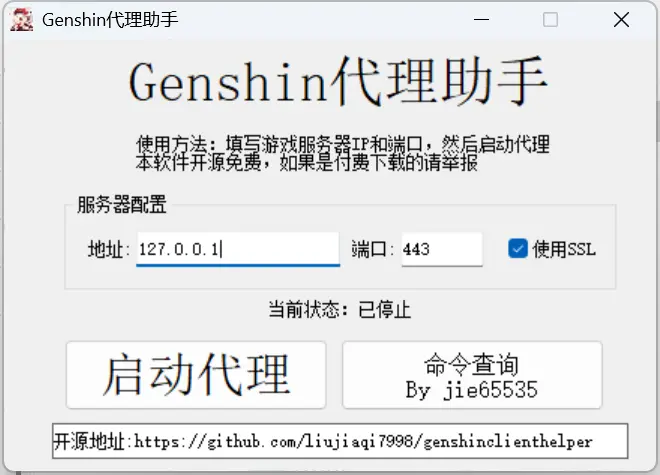 Genshin代理助手
Genshin代理助手
使用方法：填写游戏服务器IP和端口，然后启动代理
本软件开源免费，如果是付费下载的请举报
服务器配置
地址: 127.0.0.1 端口: 443 使用SSL
当前状态：已停止
启动代理
命令查询
By jie65535
开源地址:https://github.com/liujiaqi7998/genshinclienthelper